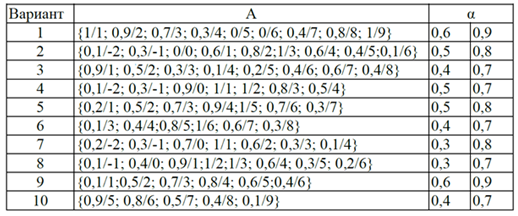 Вариант A α
1 {1/1; 0,9/2; 0,7/3; 0,3/4; 0/5; 0/6; 0,4/7; 0,8/8; 1/9} 0,6 0,9
2 {0,1/-2; 0,3/-1; 0/0; 0,6/1; 0,8/2;1/3; 0,6/4; 0,4/5;0,1/6} 0,5 0,8
3 {0,9/1; 0,5/2; 0,3/3; 0,1/4; 0,2/5; 0,4/6; 0,6/7; 0,4/8} 0,4 0,7
4 {0,1/-2; 0,3/-1; 0,9/0; 1/1; 1/2; 0,8/3; 0,5/4} 0,5 0,7
5 {0,2/1; 0,5/2; 0,7/3; 0,9/4;1/5; 0,7/6; 0,3/7} 0,5 0,8
6 {0,1/3; 0,4/4;0,8/5;1/6; 0,6/7; 0,3/8} 0,4 0,7
7 {0,2/-2; 0,3/-1; 0,7/0; 1/1; 0,6/2; 0,3/3; 0,1/4} 0,3 0,8
8 {0,1/-1; 0,4/0; 0,9/1;1/2;1/3; 0,6/4; 0,3/5; 0,2/6} 0,3 0,7
9 {0,1/1;0,5/2; 0,7/3; 0,8/4; 0,6/5;0,4/6} 0,6 0,9
10 {0,9/5; 0,8/6; 0,5/7; 0,4/8; 0,1/9} 0,4 0,7